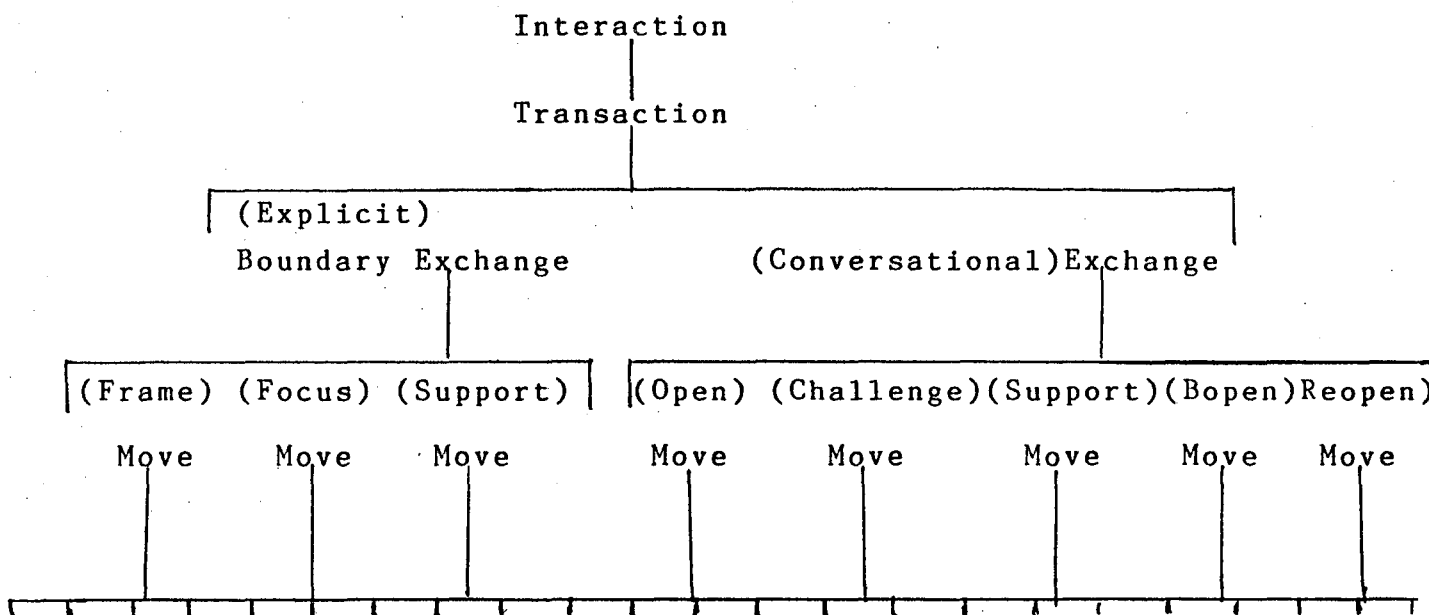 Interaction
Transaction
(Explicit)
Boundary Exchange (Conversational)Exchange
(Frame) (Focus) (Support) (Open) (Challenge)(Support)(Bopen)Reopen)
Move Move Move Move Move Move Move Move